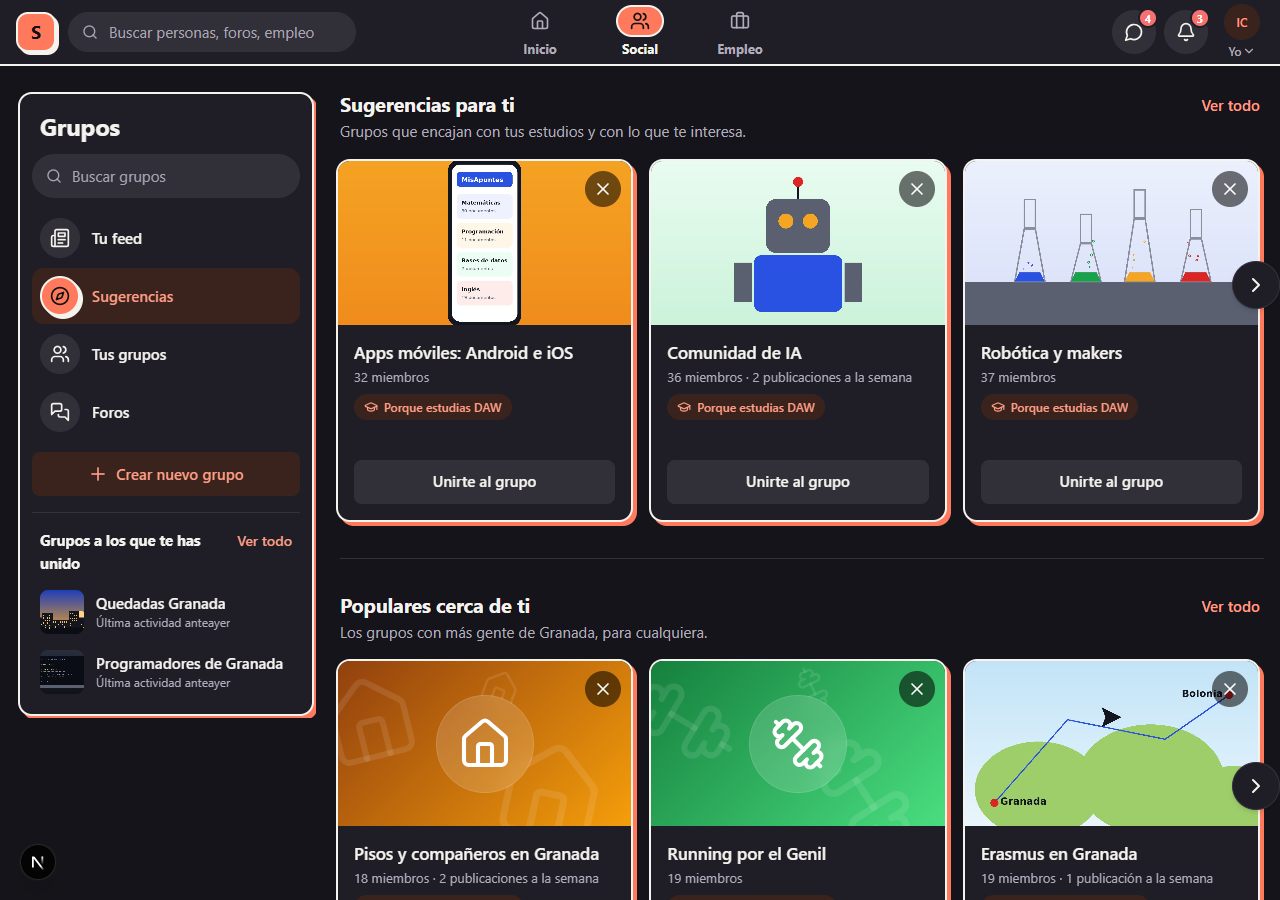 S
Buscar personas, foros, empleo
Inicio
Social
Empleo
4
3
IC
Yo
Grupos
Buscar grupos
Tu feed
Sugerencias
Tus grupos
Foros
Crear nuevo grupo
Grupos a los que te has unido
Ver todo
Quedadas Granada
Última actividad anteayer
Programadores de Granada
Última actividad anteayer
N
Sugerencias para ti
Ver todo
Grupos que encajan con tus estudios y con lo que te interesa.
MisApuntes
Matemáticas
Programación
Bases de datos
Inglés
Apps móviles: Android e iOS
32 miembros
Porque estudias DAW
Unirte al grupo
Comunidad de IA
36 miembros · 2 publicaciones a la semana
Porque estudias DAW
Unirte al grupo
Robótica y makers
37 miembros
Porque estudias DAW
Unirte al grupo
Populares cerca de ti
Ver todo
Los grupos con más gente de Granada, para cualquiera.
Pisos y compañeros en Granada
18 miembros · 2 publicaciones a la semana
Running por el Genil
19 miembros
Bolonia
Granada
Erasmus en Granada
19 miembros · 1 publicación a la semana